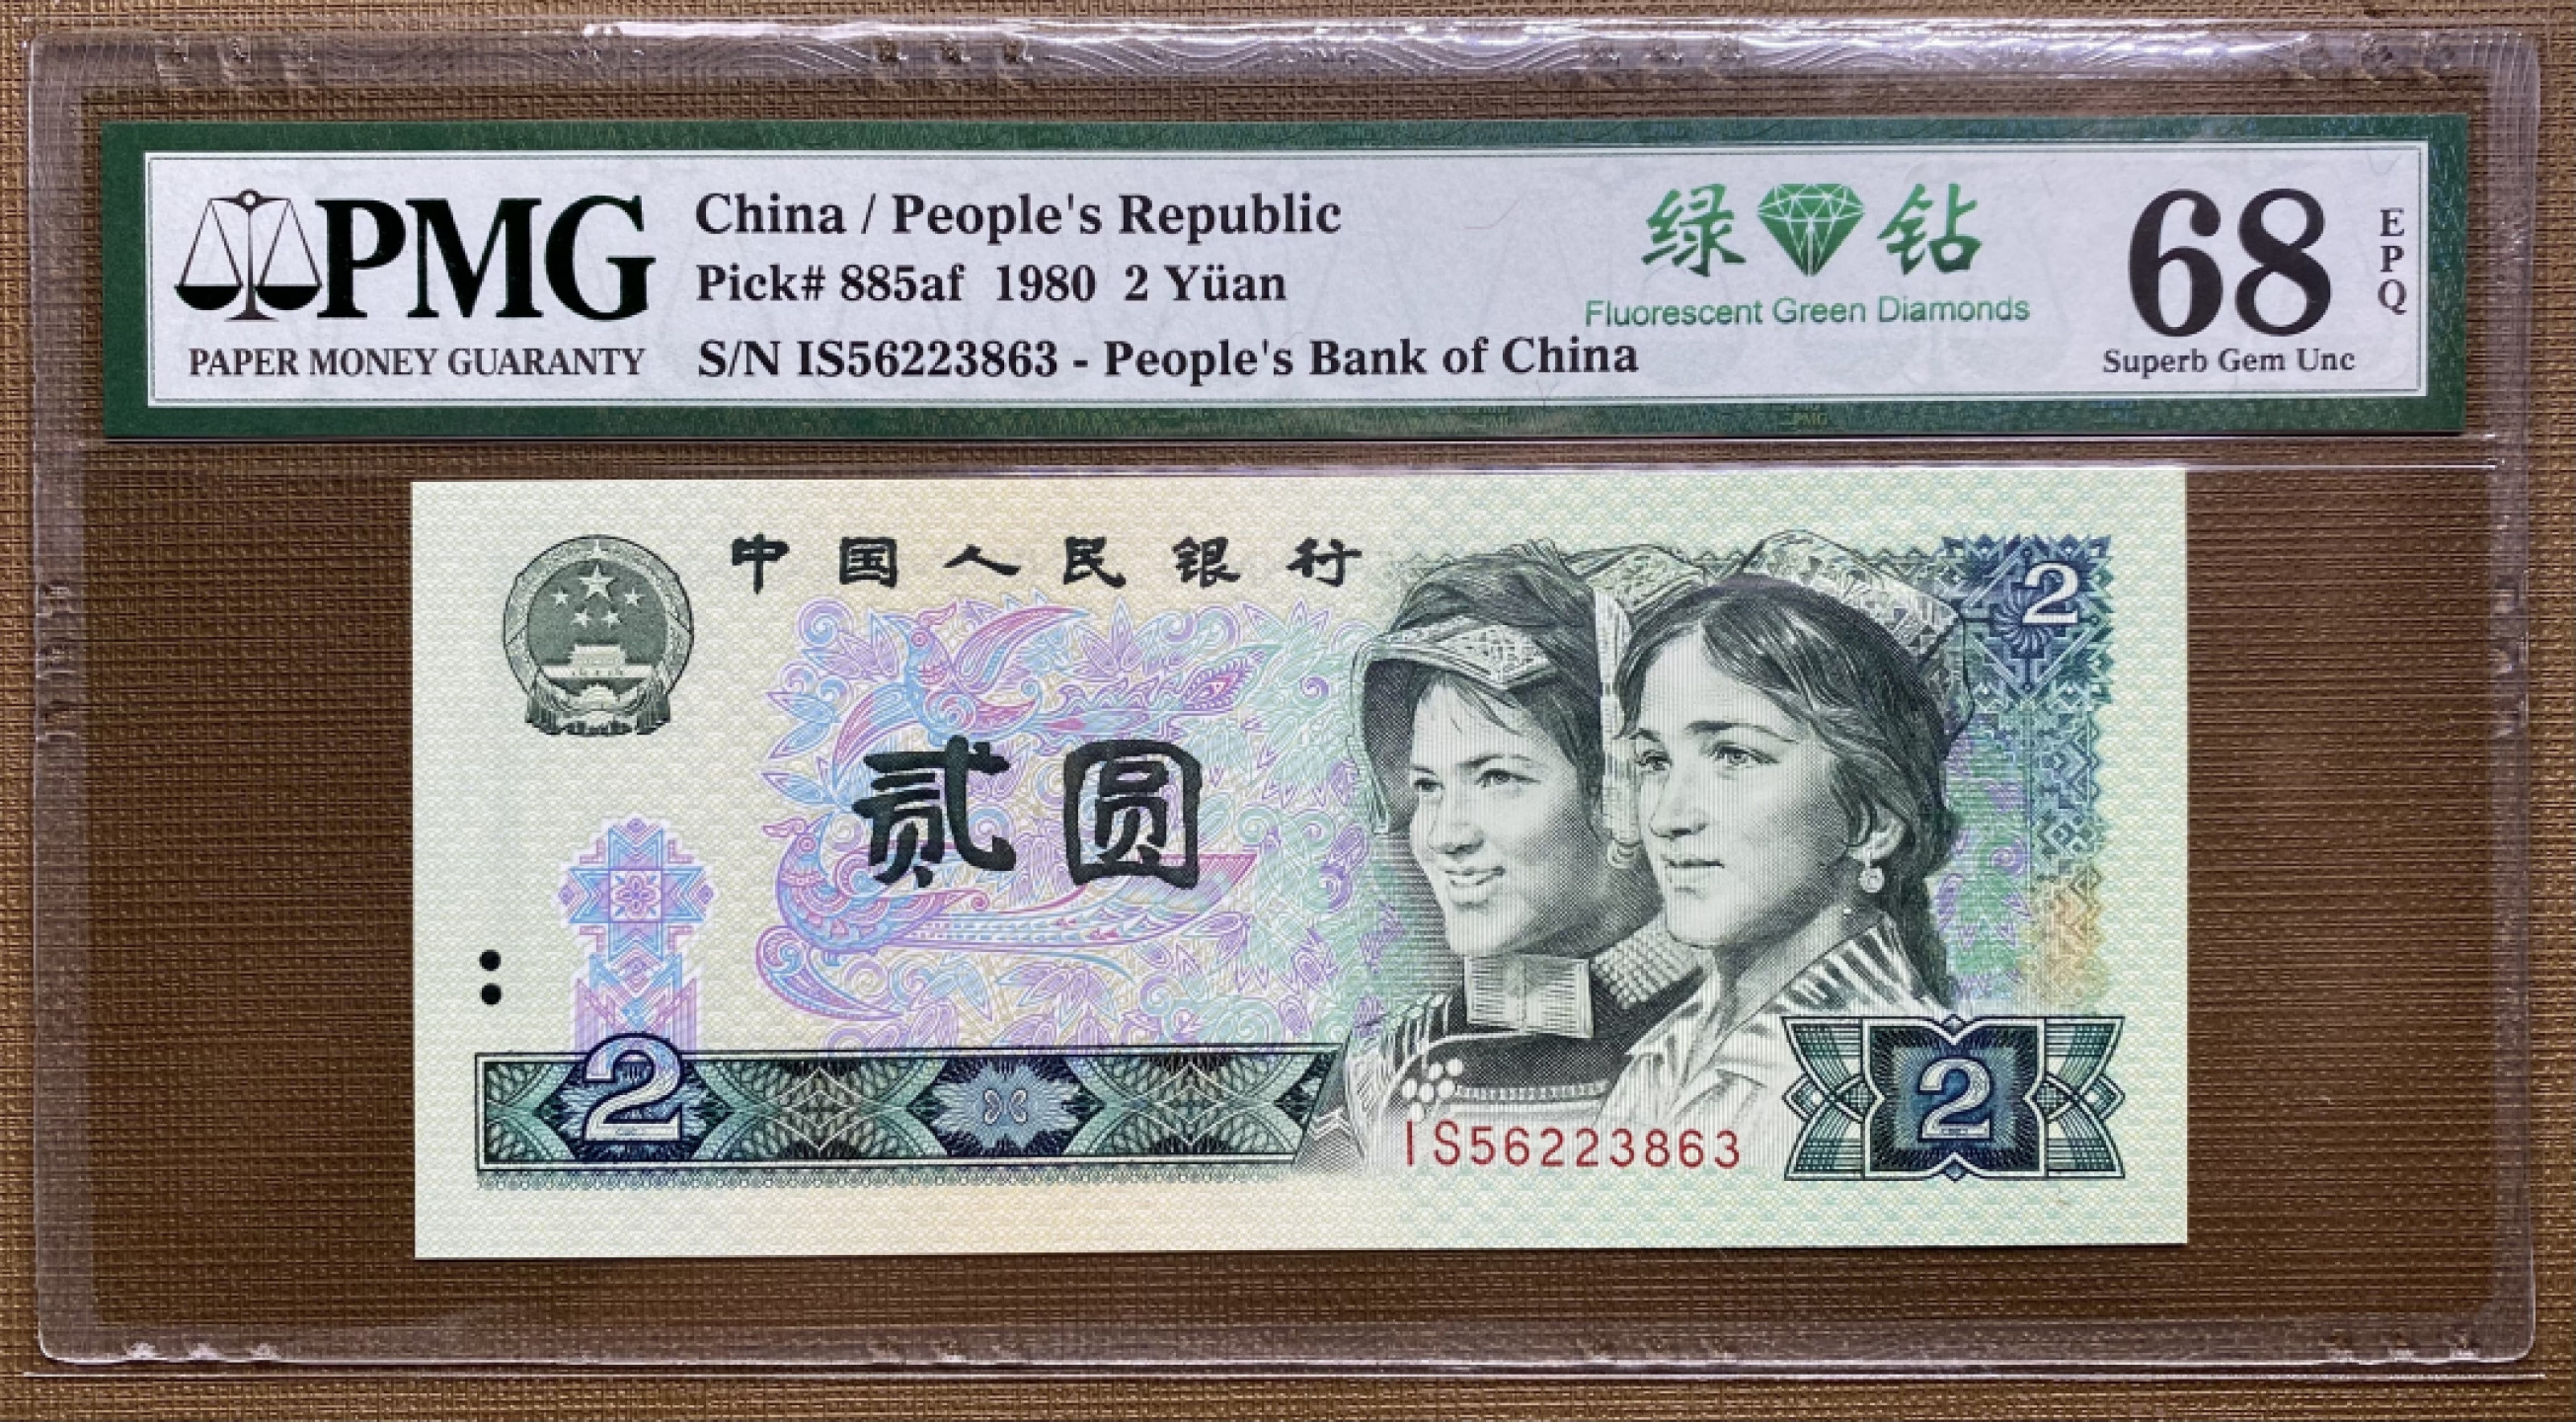 PMG
PAPER MONEY GUARANTY
China / People's Republic
Pick# 885af 1980 2 Yüan
S/N IS56223863 - People's Bank of China
绿 钻
Fluorescent Green Diamonds
68
EPQ
Superb Gem Unc
中国人民银行
2
贰圆
2
IS56223863
2